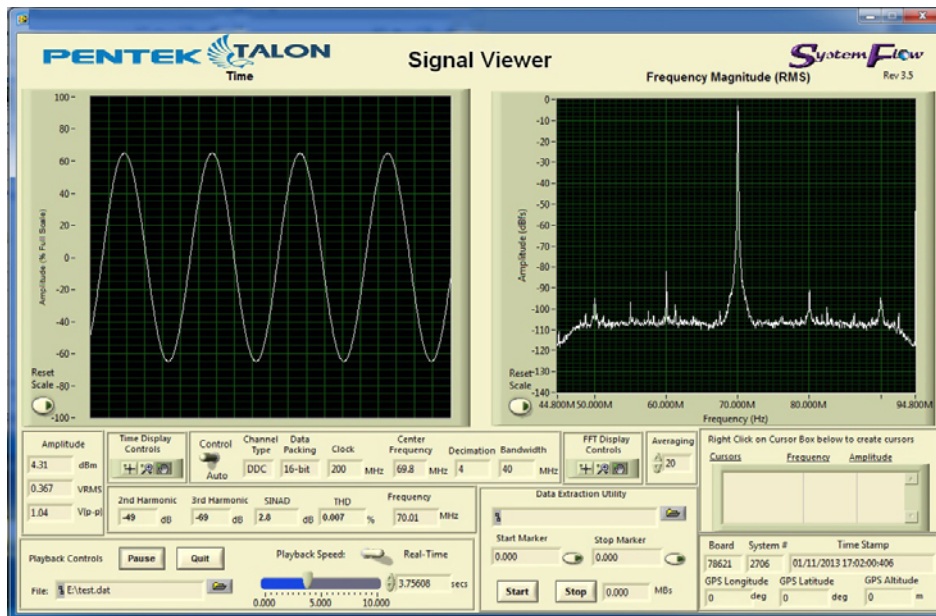 PENTEK TALON
Signal Viewer
SystemFlow
Rev 3.5
Time
Amplitude (% Full Scale)
100
80
60
40
20
0
-20
-40
-60
-80
-100
Reset
Scale
Frequency Magnitude (RMS)
Amplitude (dBfs)
0
-10
-20
-30
-40
-50
-60
-70
-80
-90
-100
-110
-120
-130
-140
Reset
Scale
44.800M 50.000M 60.000M 70.000M 80.000M 94.800M
Frequency (Hz)
Amplitude
4.31 dBm
0.367 VRMS
1.04 V(p-p)
Time Display
Controls
Control
Auto
Channel
Type
DDC
Data
Packing
16-bit
Clock
200 MHz
Center
Frequency
69.8 MHz
Decimation
4
Bandwidth
40 MHz
FFT Display
Controls
Averaging
20
Right Click on Cursor Box below to create cursors
Cursors Frequency Amplitude
2nd Harmonic
-49 dB
3rd Harmonic
-69 dB
SINAD
2.8 dB
THD
0.007 %
Frequency
70.01 MHz
Data Extraction Utility
Start Marker
0.000
Stop Marker
0.000
Start Stop 0.000 MBs
Playback Controls Pause Quit
Playback Speed: Real-Time
File: E:\test.dat
0.000 5.000 10.000
3.75608 secs
Board System # Time Stamp
78621 2706 01/11/2013 17:02:00:406
GPS Longitude GPS Latitude GPS Altitude
0 deg 0 deg 0 m